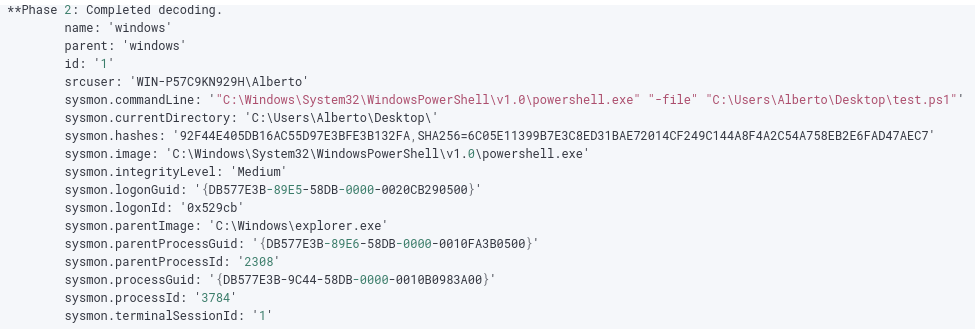 **Phase 2: Completed decoding.
name: 'windows'
parent: 'windows'
id: '1'
srcuser: 'WIN-P57C9KN929H\Alberto'
sysmon.commandLine: '"C:\Windows\System32\WindowsPowerShell\v1.0\powershell.exe" "-file" "C:\Users\Alberto\Desktop\test.ps1"'
sysmon.currentDirectory: 'C:\Users\Alberto\Desktop\'
sysmon.hashes: '92F44E405DB16AC55D97E3BFE3B132FA,SHA256=6C05E11399B7E3C8ED31BAE72014CF249C144A8F4A2C54A758EB2E6FAD47AEC7'
sysmon.image: 'C:\Windows\System32\WindowsPowerShell\v1.0\powershell.exe'
sysmon.integrityLevel: 'Medium'
sysmon.logonGuid: '{DB577E3B-89E5-58DB-0000-0020CB290500}'
sysmon.logonId: '0x529cb'
sysmon.parentImage: 'C:\Windows\explorer.exe'
sysmon.parentProcessGuid: '{DB577E3B-89E6-58DB-0000-0010FA3B0500}'
sysmon.parentProcessId: '2308'
sysmon.processGuid: '{DB577E3B-9C44-58DB-0000-0010B0983A00}'
sysmon.processId: '3784'
sysmon.terminalSessionId: '1'